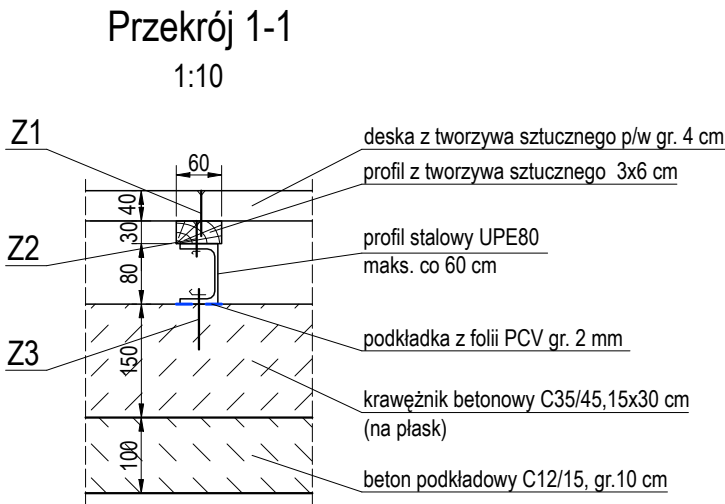 Przekrój 1-1
1:10
Z1
deska z tworzywa sztucznego p/w gr. 4 cm
60
profil z tworzywa sztucznego 3x6 cm
40
30
Z2
profil stalowy UPE80
maks. co 60 cm
80
podkładka z folii PCV gr. 2 mm
Z3
150
krawężnik betonowy C35/45,15x30 cm
(na płask)
100
beton podkładowy C12/15, gr.10 cm